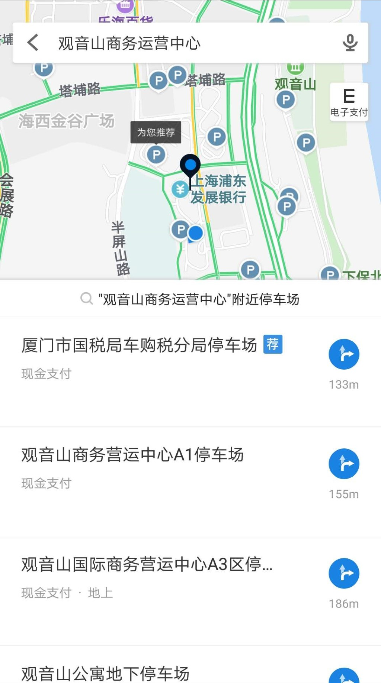 乐海百货
观音山商务运营中心
塔埔路
塔埔路
观音山
E
电子支付
海西金谷广场
为您推荐
上海浦东
发展银行
会展路
半屏山路
下保北
"观音山商务运营中心"附近停车场
厦门市国税局车购税分局停车场 荐
现金支付
133m
观音山商务营运中心A1停车场
现金支付
155m
观音山国际商务营运中心A3区停...
现金支付 · 地上
186m
观音山公寓地下停车场